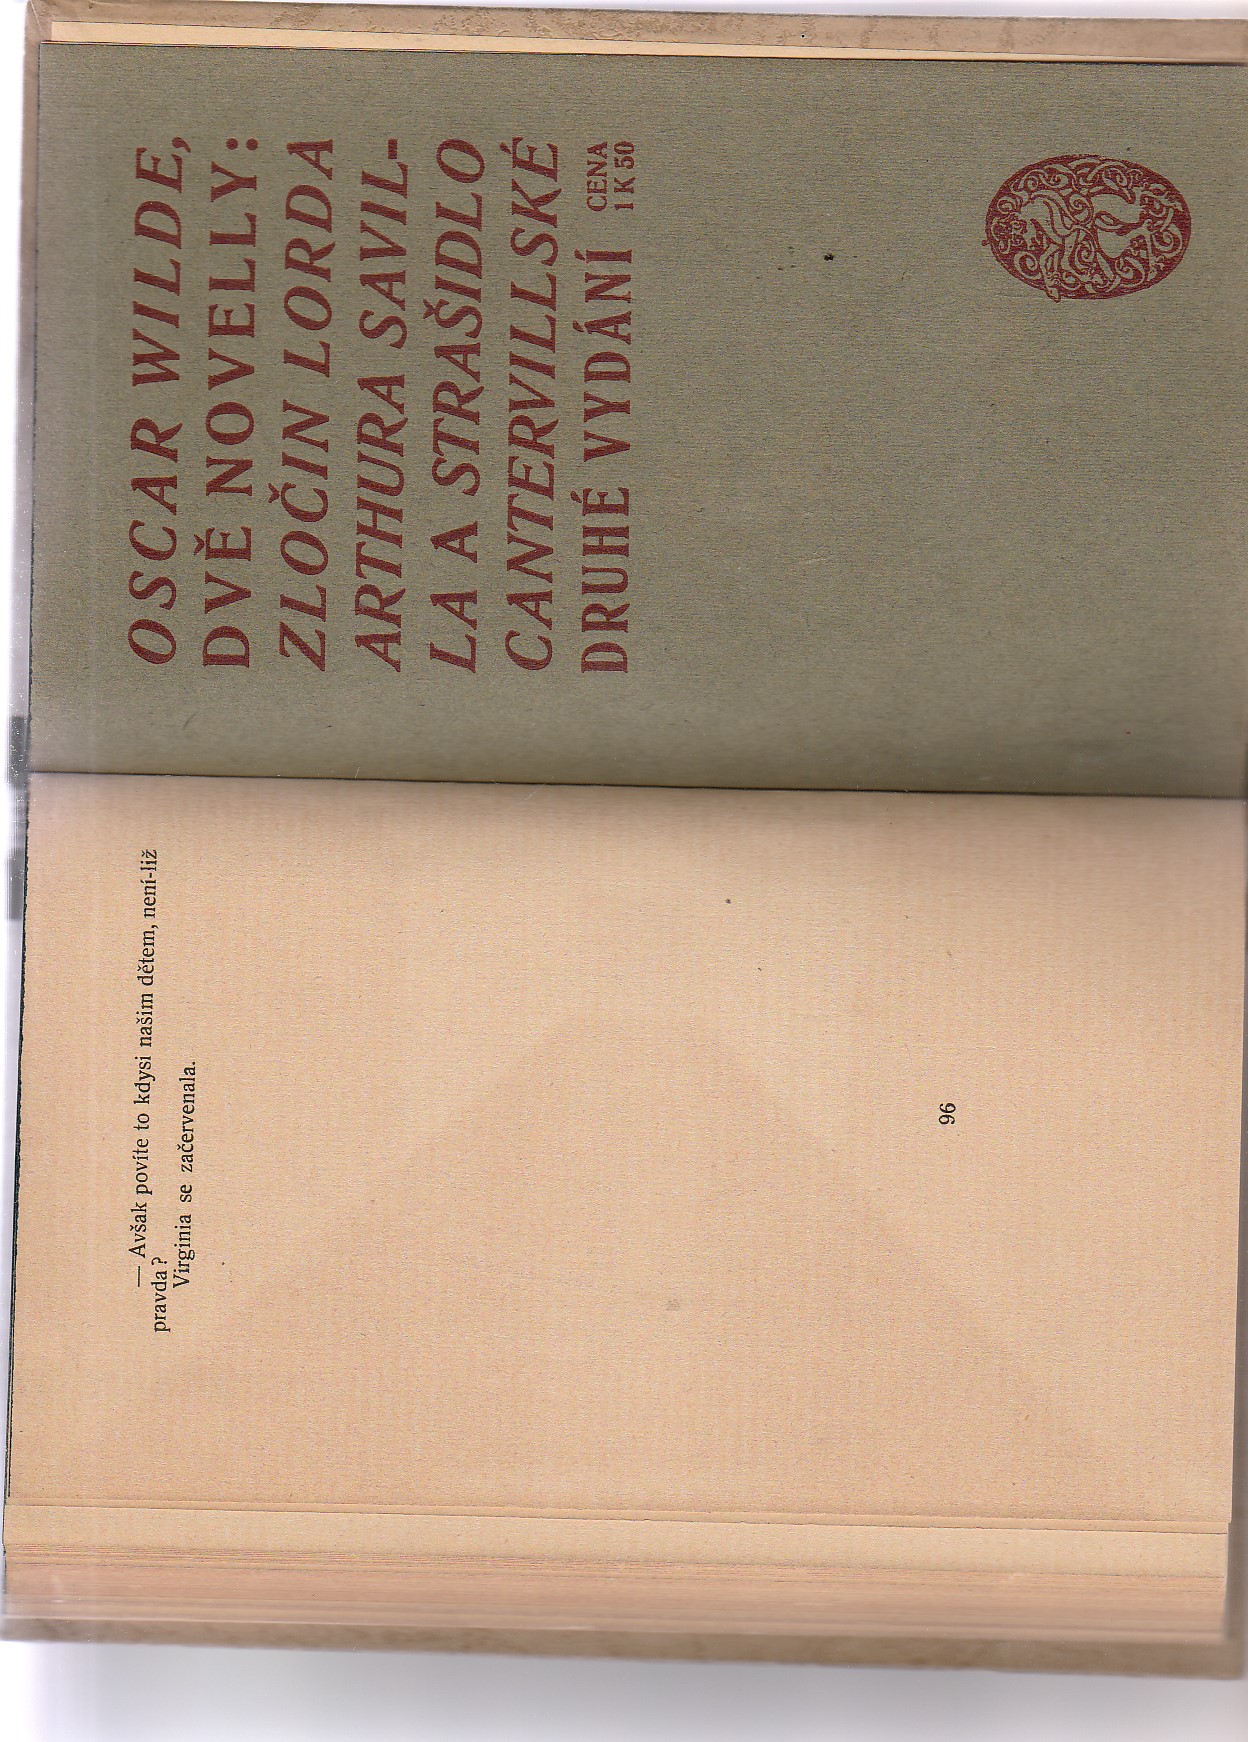 — Avšak povíte to kdysi našim dětem, není-liž
pravda?
Virginia se začervenala.
96
OSCAR WILDE,
DVĚ NOVELLY:
ZLOČIN LORDA
ARTHURA SAVIL-
LA A STRAŠIDLO
CANTERVILLSKÉ
DRUHÉ VYDÁNÍ
CENA
1 K 50